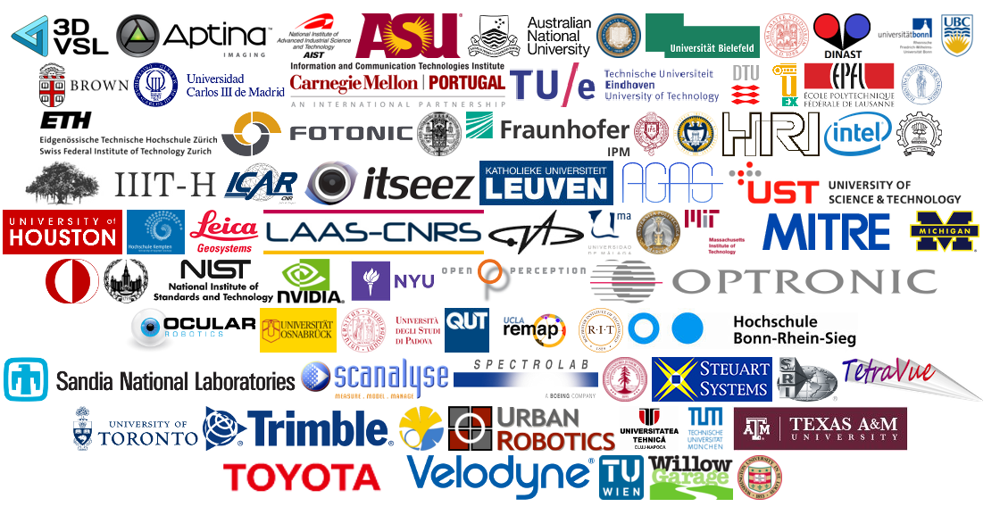 3D
VSL
Aptina™
IMAGING
National Institute of
Advanced Industrial Science
and Technology
AIST
ASU
Australian
National
University
Universität Bielefeld
DINAST
universitätbonn
UBC
BROWN
Universidad
Carlos III de Madrid
Information and Communication Technologies Institute
Carnegie Mellon | PORTUGAL
AN INTERNATIONAL PARTNERSHIP
TU/e
Technische Universiteit
Eindhoven
University of Technology
DTU
EX
EPFL
ÉCOLE POLYTECHNIQUE
FÉDÉRALE DE LAUSANNE
ETH
Eidgenössische Technische Hochschule Zürich
Swiss Federal Institute of Technology Zurich
FOTONIC
Fraunhofer
IPM
HRI
intel
IIIT-H
ICAR
CNR
itseez
KATHOLIEKE UNIVERSITEIT
LEUVEN
UST
UNIVERSITY OF
SCIENCE & TECHNOLOGY
UNIVERSITY of
HOUSTON
Hochschule Kempten
Leica
Geosystems
LAAS-CNRS
uma
UNIVERSIDAD
DE MÁLAGA
MIT
Massachusetts
Institute of
Technology
MITRE
M
MICHIGAN
NIST
National Institute of
Standards and Technology
NVIDIA.
NYU
OPEN PERCEPTION
OPTRONIC
OCULAR
ROBOTICS
UNIVERSITÄT
OSNABRÜCK
UNIVERSITÀ
DEGLI STUDI
DI PADOVA
QUT
UCLA
remap
R·I·T
Hochschule
Bonn-Rhein-Sieg
Sandia National Laboratories
scanalyse
MEASURE . MODEL . MANAGE
SPECTROLAB
A BOEING COMPANY
STEUART
SYSTEMS
SwRI
TetraVue
UNIVERSITY OF
TORONTO
Trimble®
URBAN
ROBOTICS
UNIVERSITATEA
TEHNICĂ
CLUJ-NAPOCA
TUM
TECHNISCHE
UNIVERSITÄT
MÜNCHEN
ATM
TEXAS A&M
UNIVERSITY
TOYOTA
Velodyne®
TU
WIEN
Willow
Garage